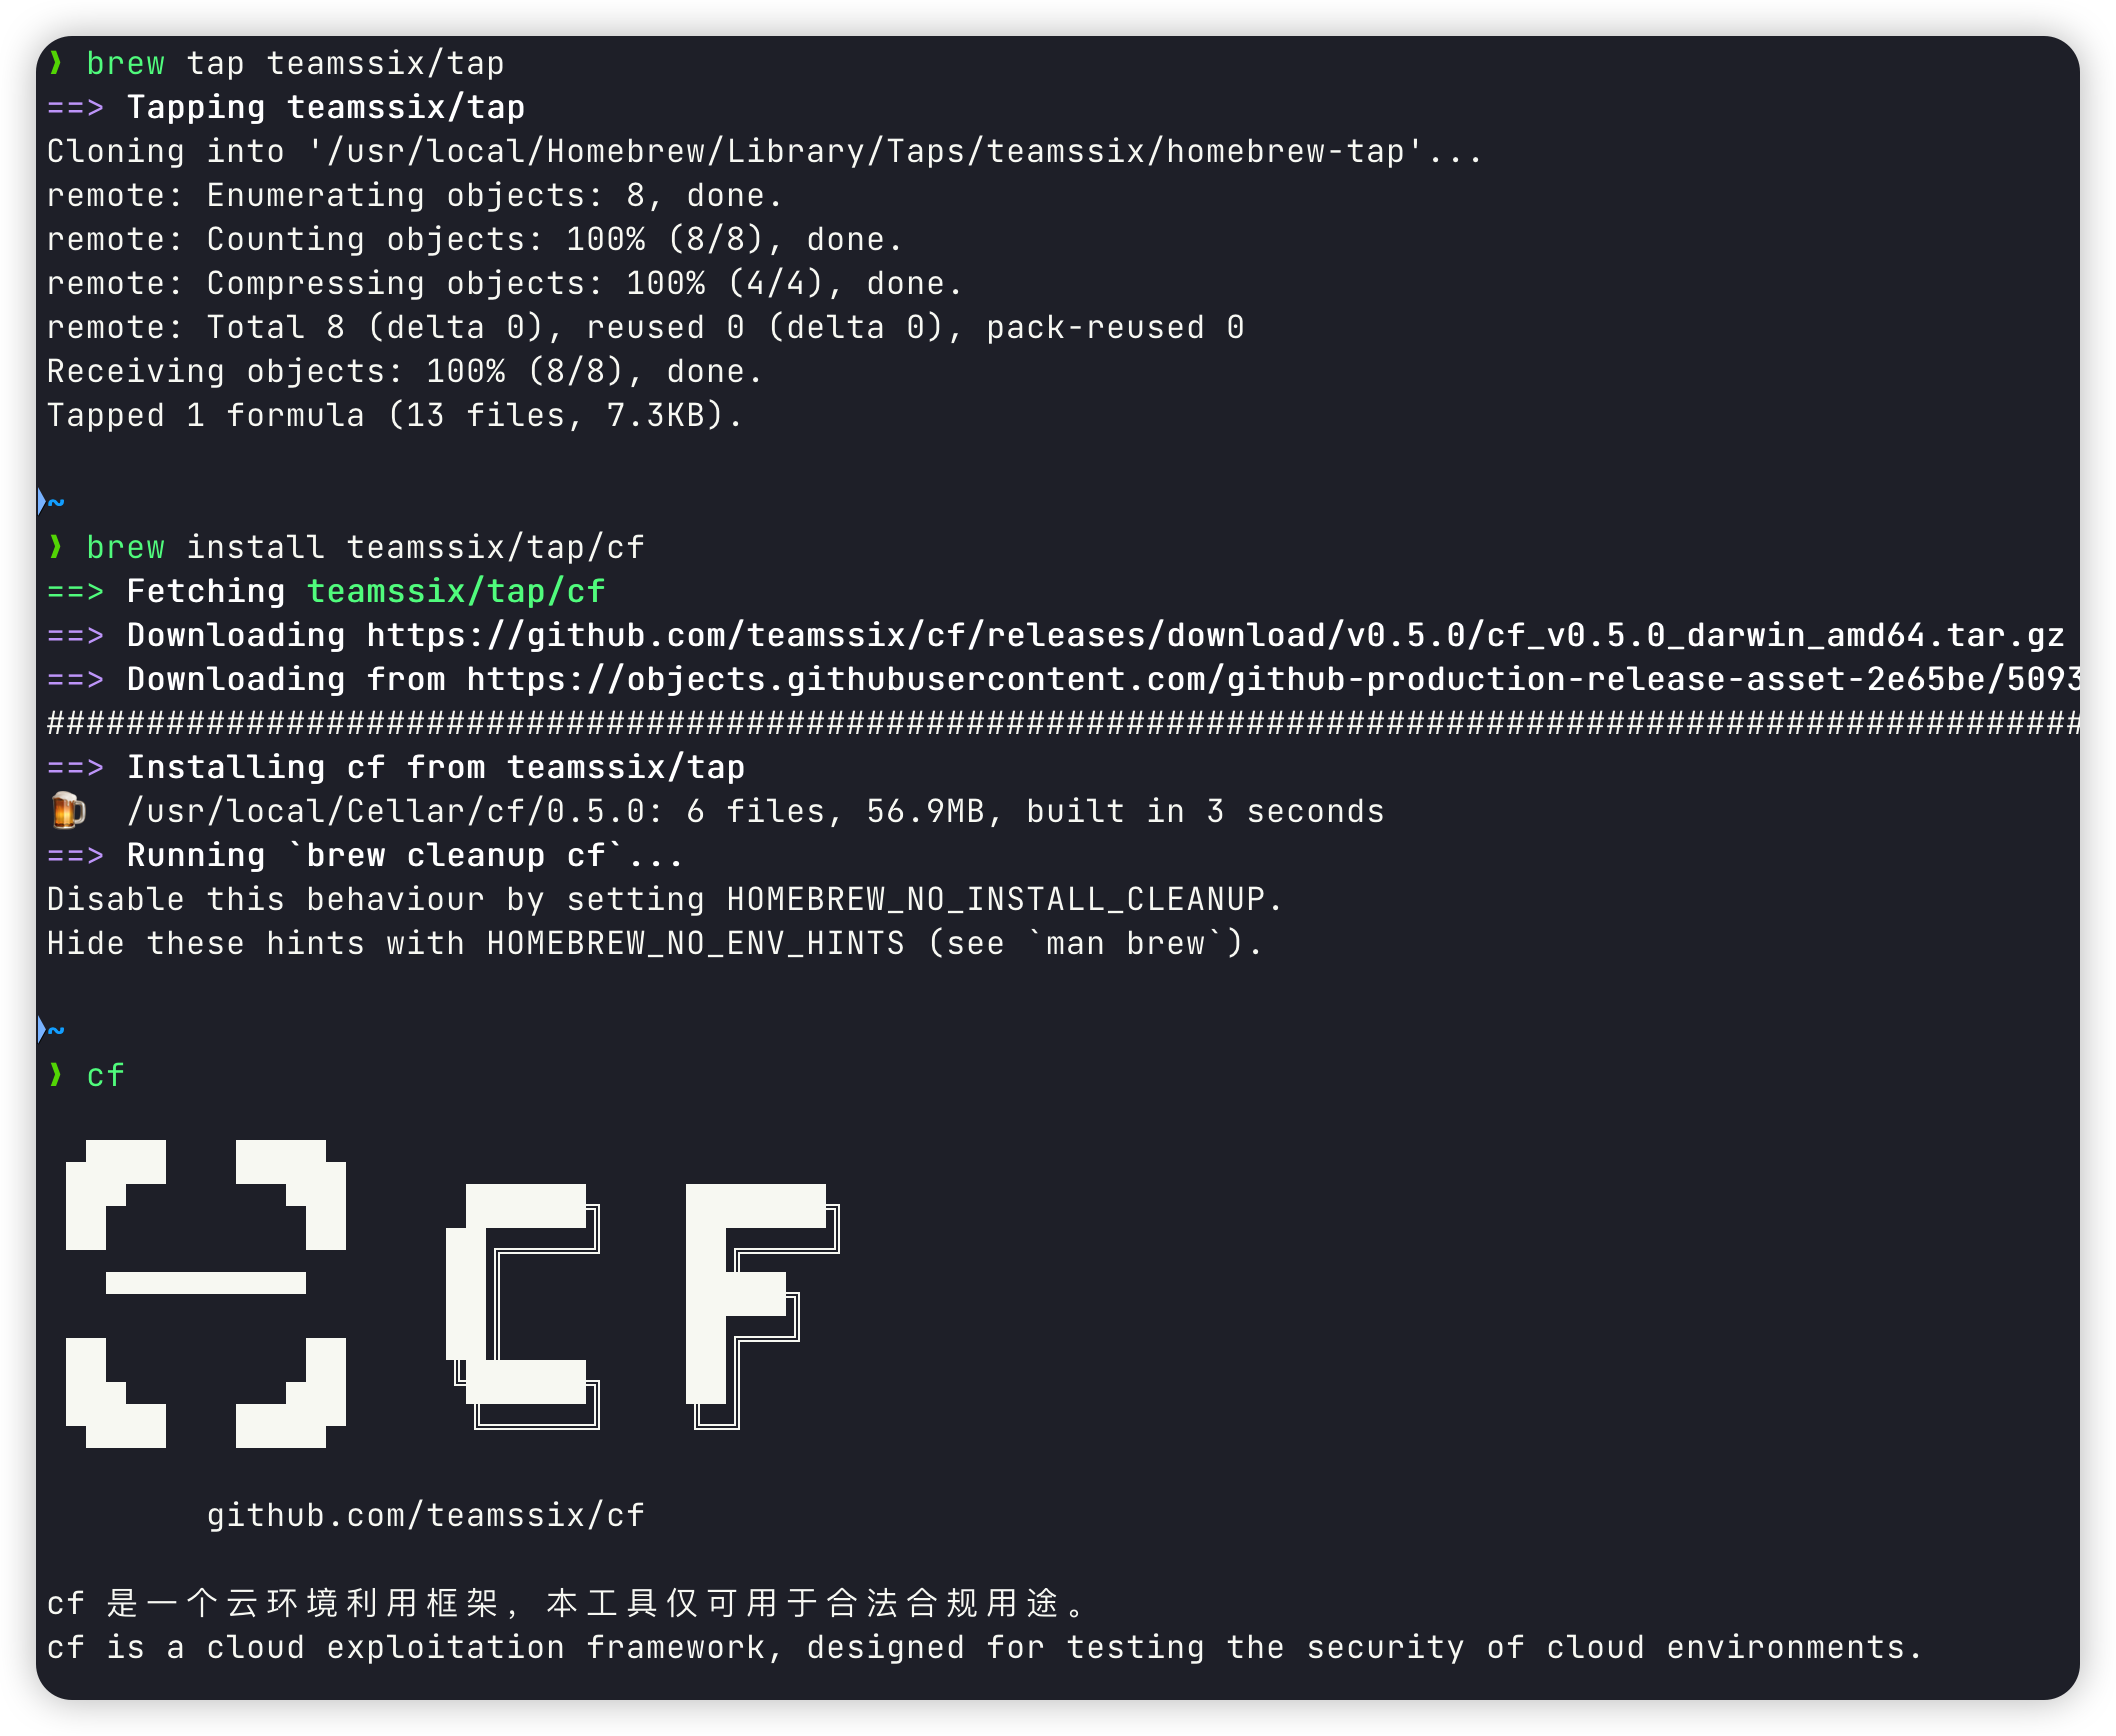 ❱ brew tap teamssix/tap
==> Tapping teamssix/tap
Cloning into '/usr/local/Homebrew/Library/Taps/teamssix/homebrew-tap'...
remote: Enumerating objects: 8, done.
remote: Counting objects: 100% (8/8), done.
remote: Compressing objects: 100% (4/4), done.
remote: Total 8 (delta 0), reused 0 (delta 0), pack-reused 0
Receiving objects: 100% (8/8), done.
Tapped 1 formula (13 files, 7.3KB).
~
❱ brew install teamssix/tap/cf
==> Fetching teamssix/tap/cf
==> Downloading https://github.com/teamssix/cf/releases/download/v0.5.0/cf_v0.5.0_darwin_amd64.tar.gz
==> Downloading from https://objects.githubusercontent.com/github-production-release-asset-2e65be/5093
######################################################################################################
==> Installing cf from teamssix/tap
🍺  /usr/local/Cellar/cf/0.5.0: 6 files, 56.9MB, built in 3 seconds
==> Running `brew cleanup cf`...
Disable this behaviour by setting HOMEBREW_NO_INSTALL_CLEANUP.
Hide these hints with HOMEBREW_NO_ENV_HINTS (see `man brew`).
~
❱ cf
CF
github.com/teamssix/cf
cf 是一个云环境利用框架，本工具仅可用于合法合规用途。
cf is a cloud exploitation framework, designed for testing the security of cloud environments.